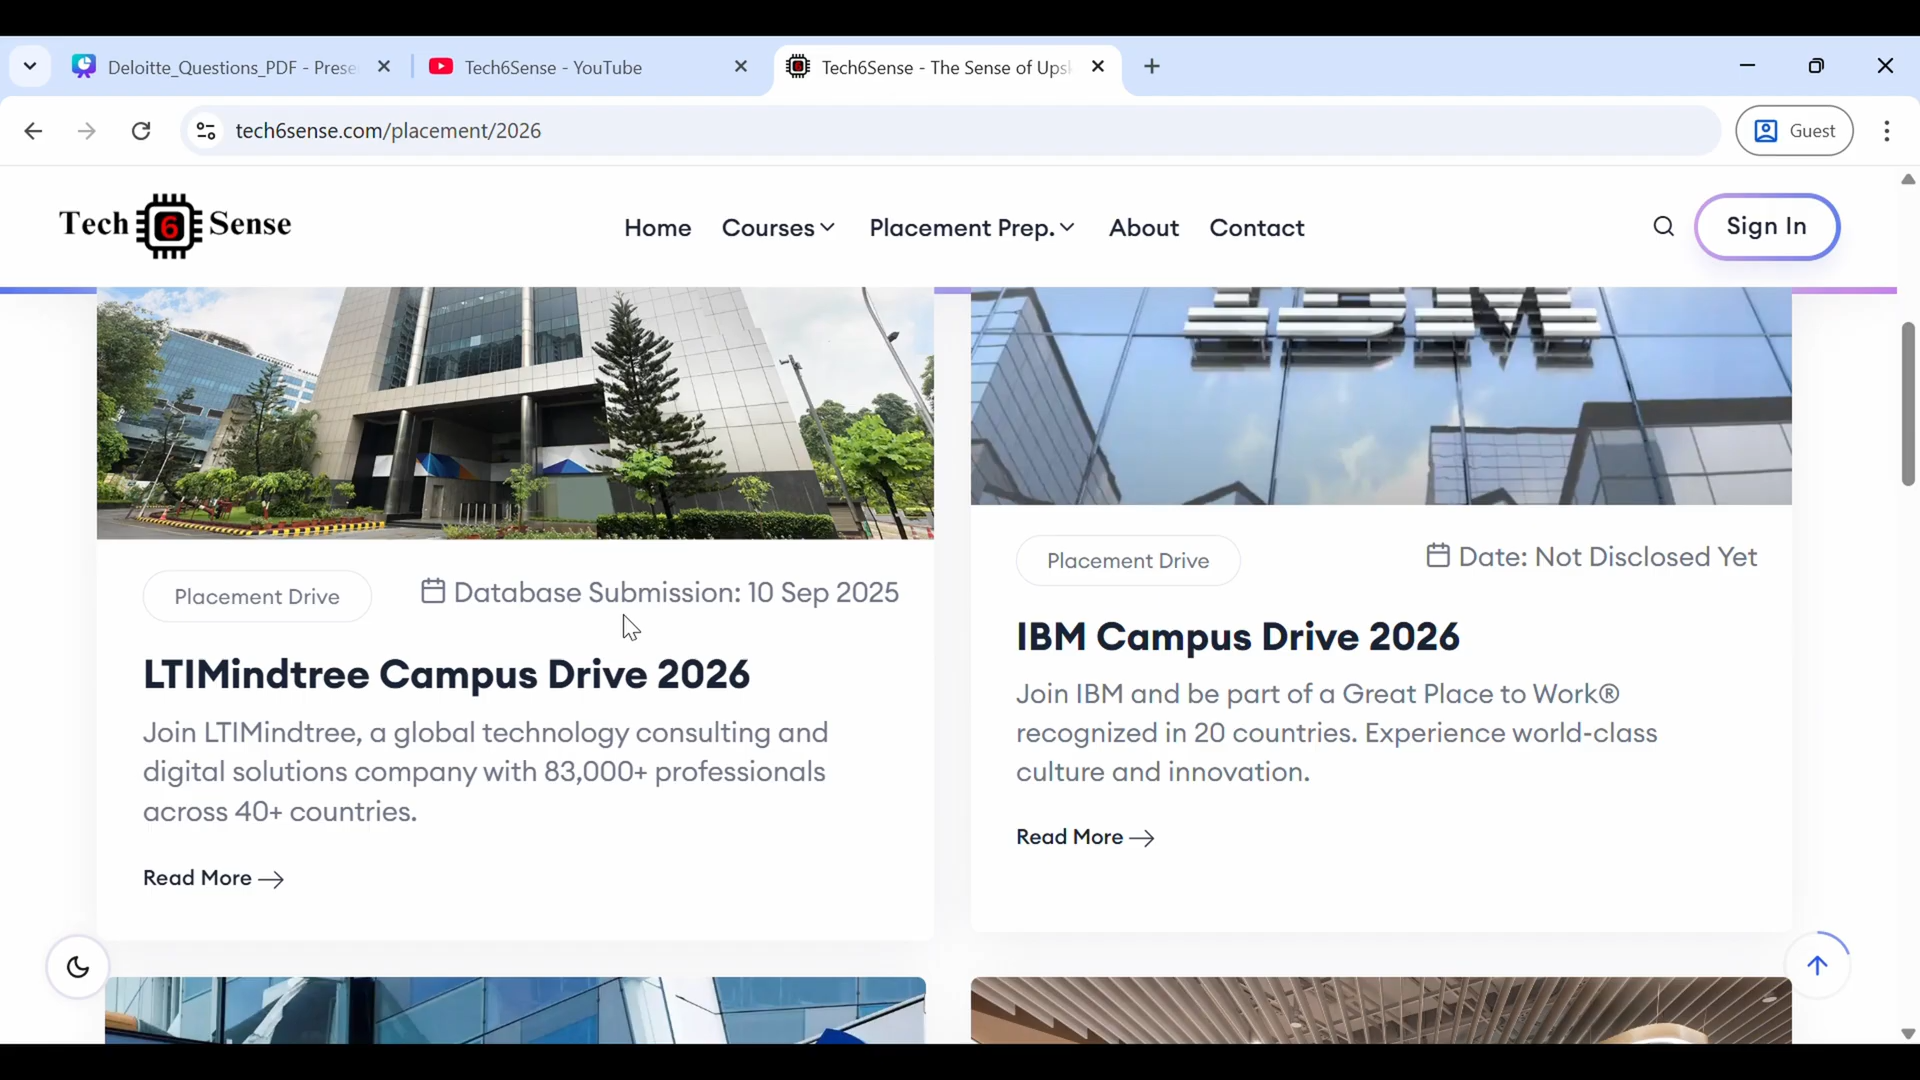 Deloitte_Questions_PDF - Prese
Tech6Sense - YouTube
Tech6Sense - The Sense of Ups
tech6sense.com/placement/2026
Guest
Tech 6 Sense
Home
Courses
Placement Prep.
About
Contact
Sign In
IBM
Placement Drive
Database Submission: 10 Sep 2025
LTIMindtree Campus Drive 2026
Join LTIMindtree, a global technology consulting and
digital solutions company with 83,000+ professionals
across 40+ countries.
Read More
Placement Drive
Date: Not Disclosed Yet
IBM Campus Drive 2026
Join IBM and be part of a Great Place to Work®
recognized in 20 countries. Experience world-class
culture and innovation.
Read More